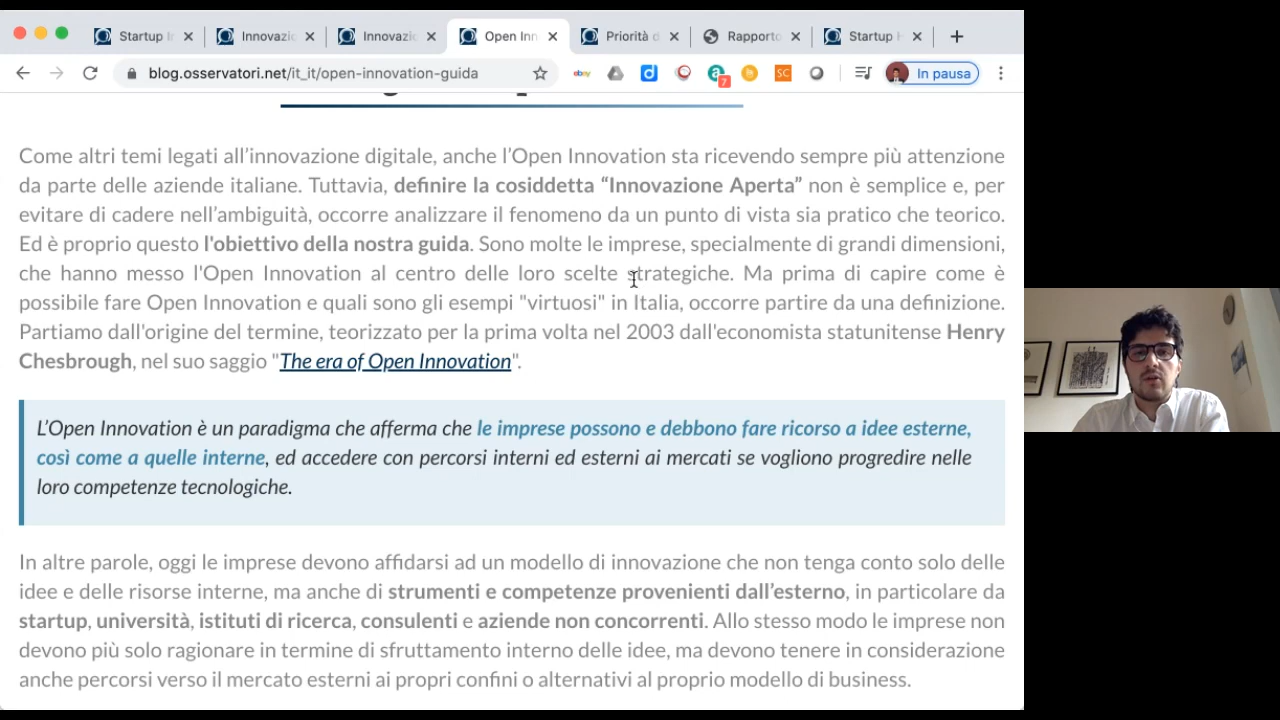 Startup
Innovazi
Innovazi
Open Inn
Priorità d
Rapporto
Startup
blog.osservatori.net/it_it/open-innovation-guida
ebay
7
SC
In pausa
Come altri temi legati all’innovazione digitale, anche l’Open Innovation sta ricevendo sempre più attenzione
da parte delle aziende italiane. Tuttavia, definire la cosiddetta “Innovazione Aperta” non è semplice e, per
evitare di cadere nell’ambiguità, occorre analizzare il fenomeno da un punto di vista sia pratico che teorico.
Ed è proprio questo l'obiettivo della nostra guida. Sono molte le imprese, specialmente di grandi dimensioni,
che hanno messo l'Open Innovation al centro delle loro scelte strategiche. Ma prima di capire come è
possibile fare Open Innovation e quali sono gli esempi "virtuosi" in Italia, occorre partire da una definizione.
Partiamo dall'origine del termine, teorizzato per la prima volta nel 2003 dall'economista statunitense Henry
Chesbrough, nel suo saggio "The era of Open Innovation".
L’Open Innovation è un paradigma che afferma che le imprese possono e debbono fare ricorso a idee esterne,
così come a quelle interne, ed accedere con percorsi interni ed esterni ai mercati se vogliono progredire nelle
loro competenze tecnologiche.
In altre parole, oggi le imprese devono affidarsi ad un modello di innovazione che non tenga conto solo delle
idee e delle risorse interne, ma anche di strumenti e competenze provenienti dall’esterno, in particolare da
startup, università, istituti di ricerca, consulenti e aziende non concorrenti. Allo stesso modo le imprese non
devono più solo ragionare in termine di sfruttamento interno delle idee, ma devono tenere in considerazione
anche percorsi verso il mercato esterni ai propri confini o alternativi al proprio modello di business.